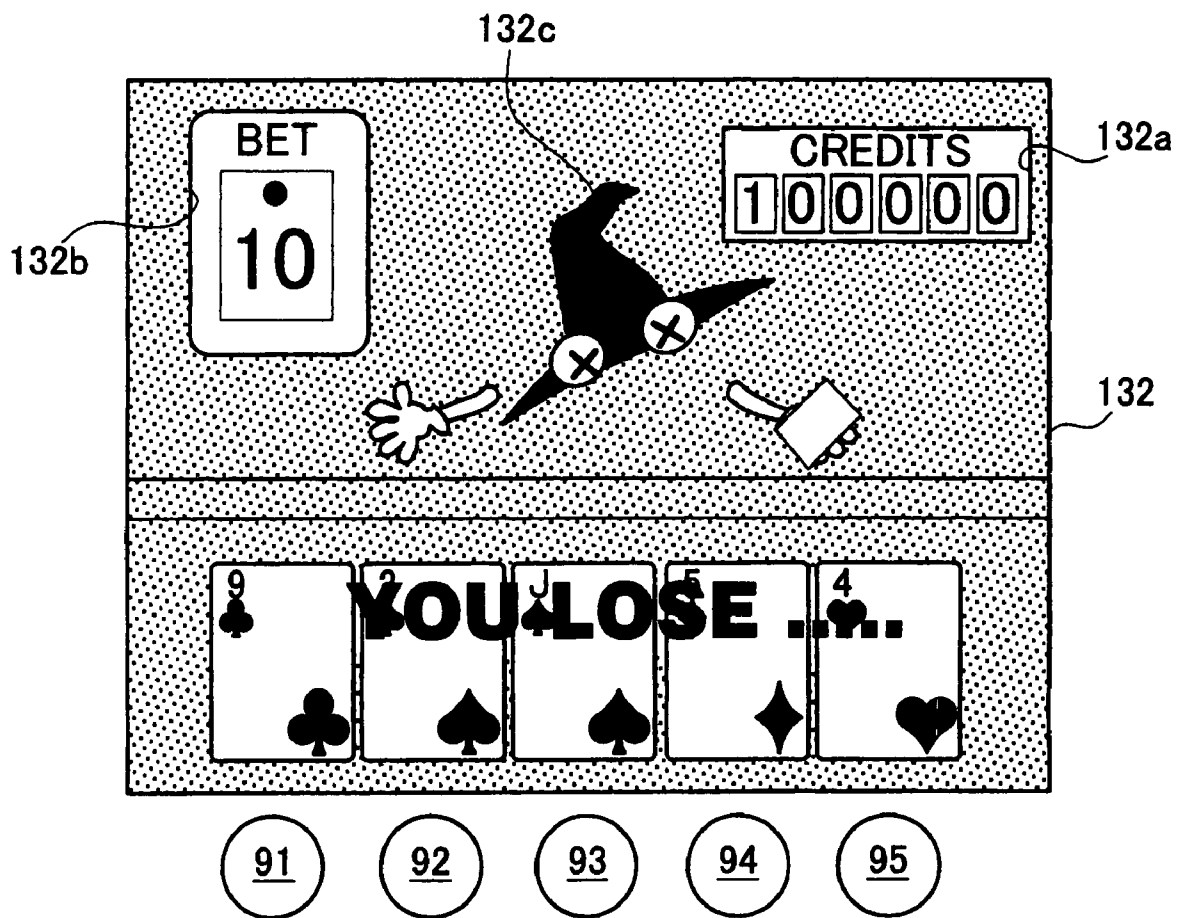 132c
BET
CREDITS
132a
10
100000
132b
132
9 2 J 5 4
YOU LOSE .....
91 92 93 94 95